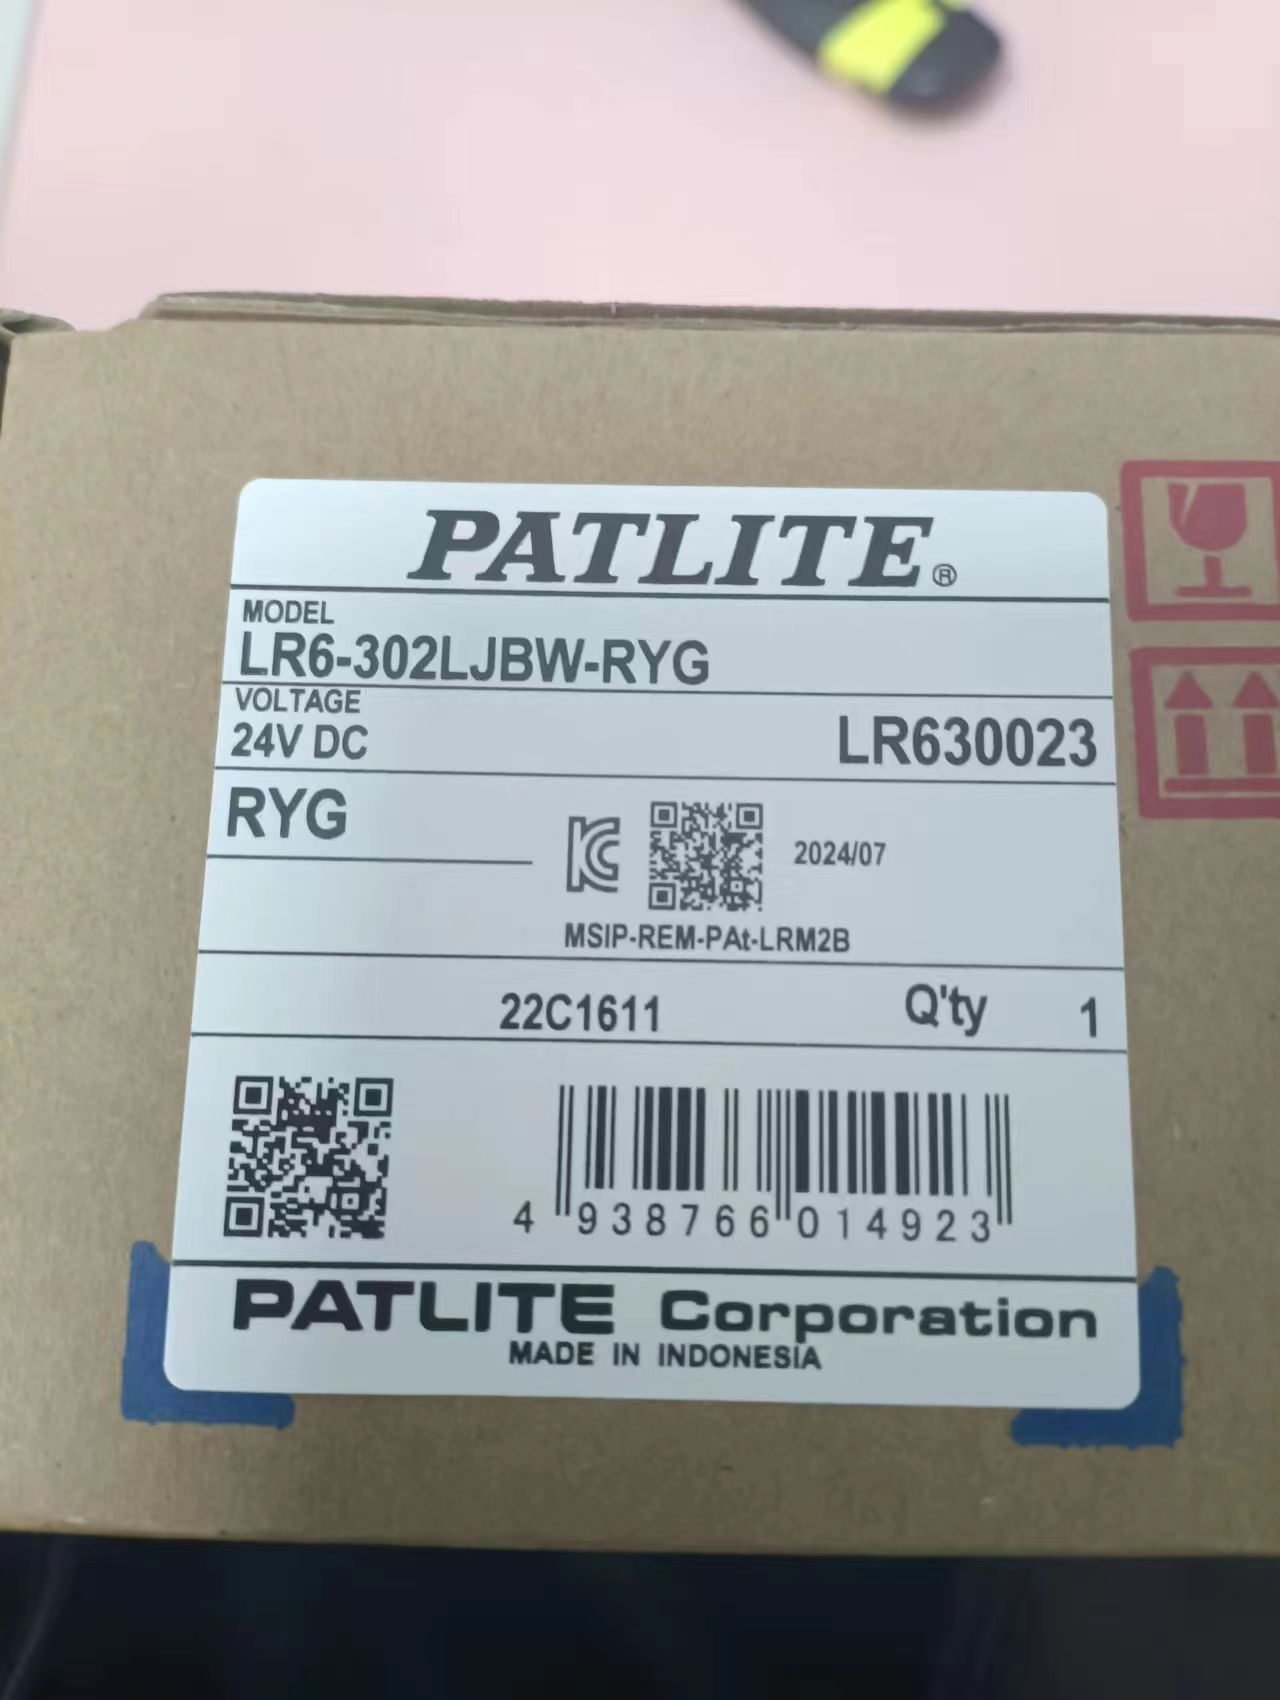 PATLITE®
MODEL
LR6-302LJBW-RYG
VOLTAGE
24V DC
LR630023
RYG
2024/07
MSIP-REM-PAt-LRM2B
22C1611
Q'ty 1
4 938766 014923
PATLITE Corporation
MADE IN INDONESIA